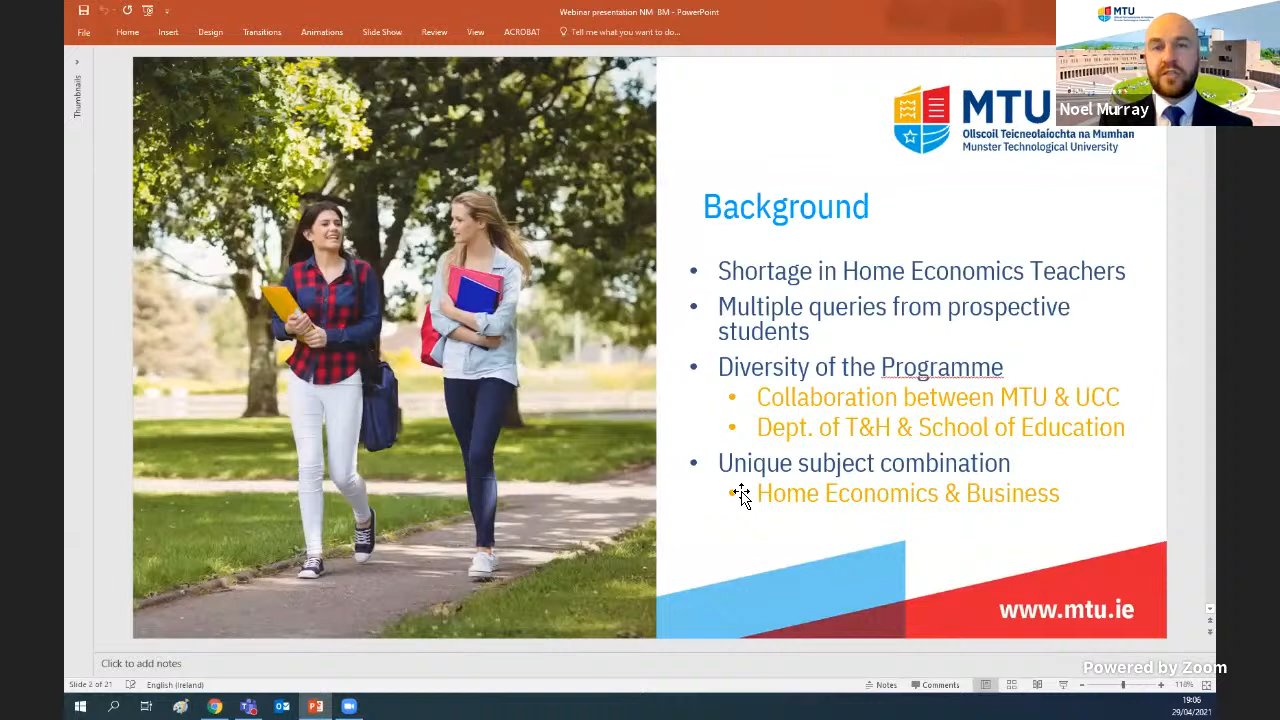 Webinar presentation NM BM - PowerPoint
File Home Insert Design Transitions Animations Slide Show Review View ACROBAT Tell me what you want to do...
MTU
Noel Murray
Thumbnails
MTU
Ollscoil Teicneolaíochta na Mumhan
Munster Technological University
Background
• Shortage in Home Economics Teachers
• Multiple queries from prospective
students
• Diversity of the Programme
• Collaboration between MTU & UCC
• Dept. of T&H & School of Education
• Unique subject combination
• Home Economics & Business
www.mtu.ie
Click to add notes
Powered by Zoom
Slide 2 of 21 English (Ireland) Notes Comments 118%
19:06
29/04/2021